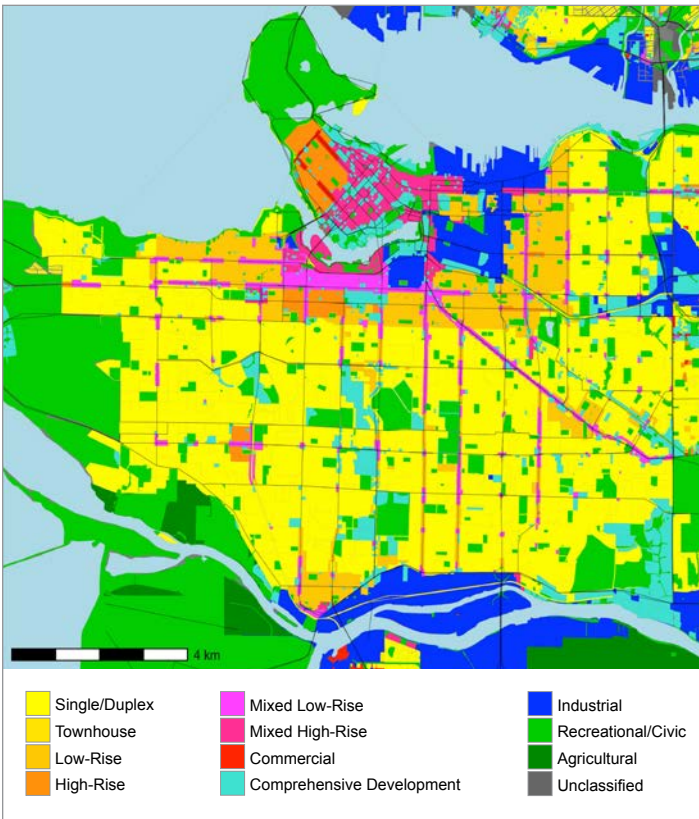 4 km
Single/Duplex
Townhouse
Low-Rise
High-Rise
Mixed Low-Rise
Mixed High-Rise
Commercial
Comprehensive Development
Industrial
Recreational/Civic
Agricultural
Unclassified